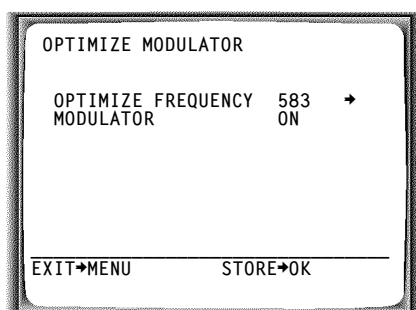 OPTIMIZE MODULATOR
OPTIMIZE FREQUENCY 583 ➜
MODULATOR ON
EXIT➜MENU STORE➜OK